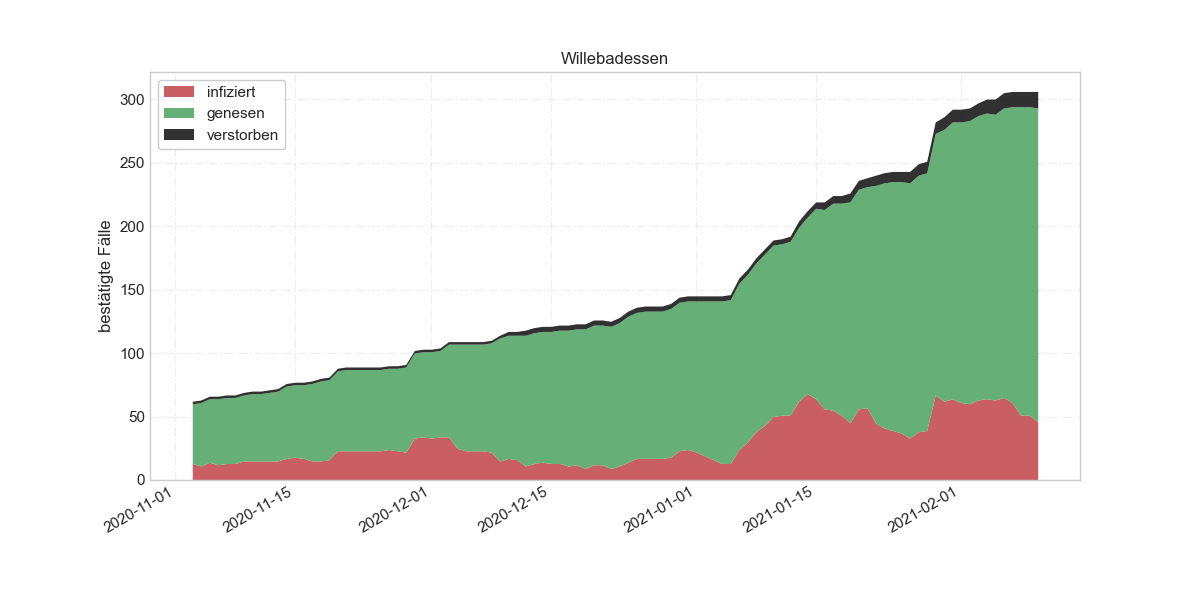 Willebadessen
infiziert
genesen
verstorben
bestätigte Fälle
300
250
200
150
100
50
0
2020-11-01
2020-11-15
2020-12-01
2020-12-15
2021-01-01
2021-01-15
2021-02-01